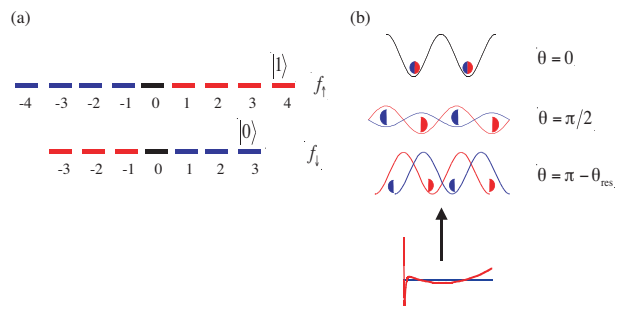 (a)
|1⟩
-4 -3 -2 -1 0 1 2 3 4 f↑
|0⟩
-3 -2 -1 0 1 2 3 f↓
(b)
θ = 0
θ = π/2
θ = π − θres